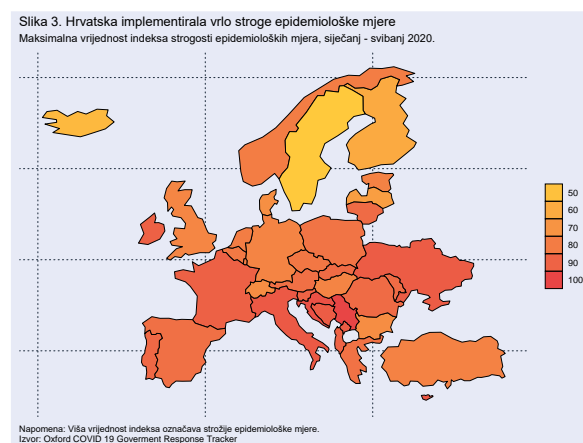 Slika 3. Hrvatska implementirala vrlo stroge epidemiološke mjere
Maksimalna vrijednost indeksa strogosti epidemioloških mjera, siječanj - svibanj 2020.
50
60
70
80
90
100
Napomena: Viša vrijednost indeksa označava strožije epidemiološke mjere.
Izvor: Oxford COVID 19 Goverment Response Tracker